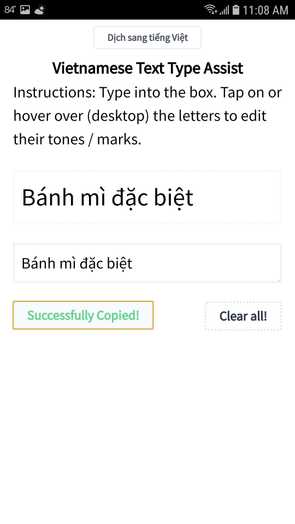 84° 11:08 AM
Dịch sang tiếng Việt
Vietnamese Text Type Assist
Instructions: Type into the box. Tap on or
hover over (desktop) the letters to edit
their tones / marks.
Bánh mì đặc biệt
Bánh mì đặc biệt
Successfully Copied! Clear all!